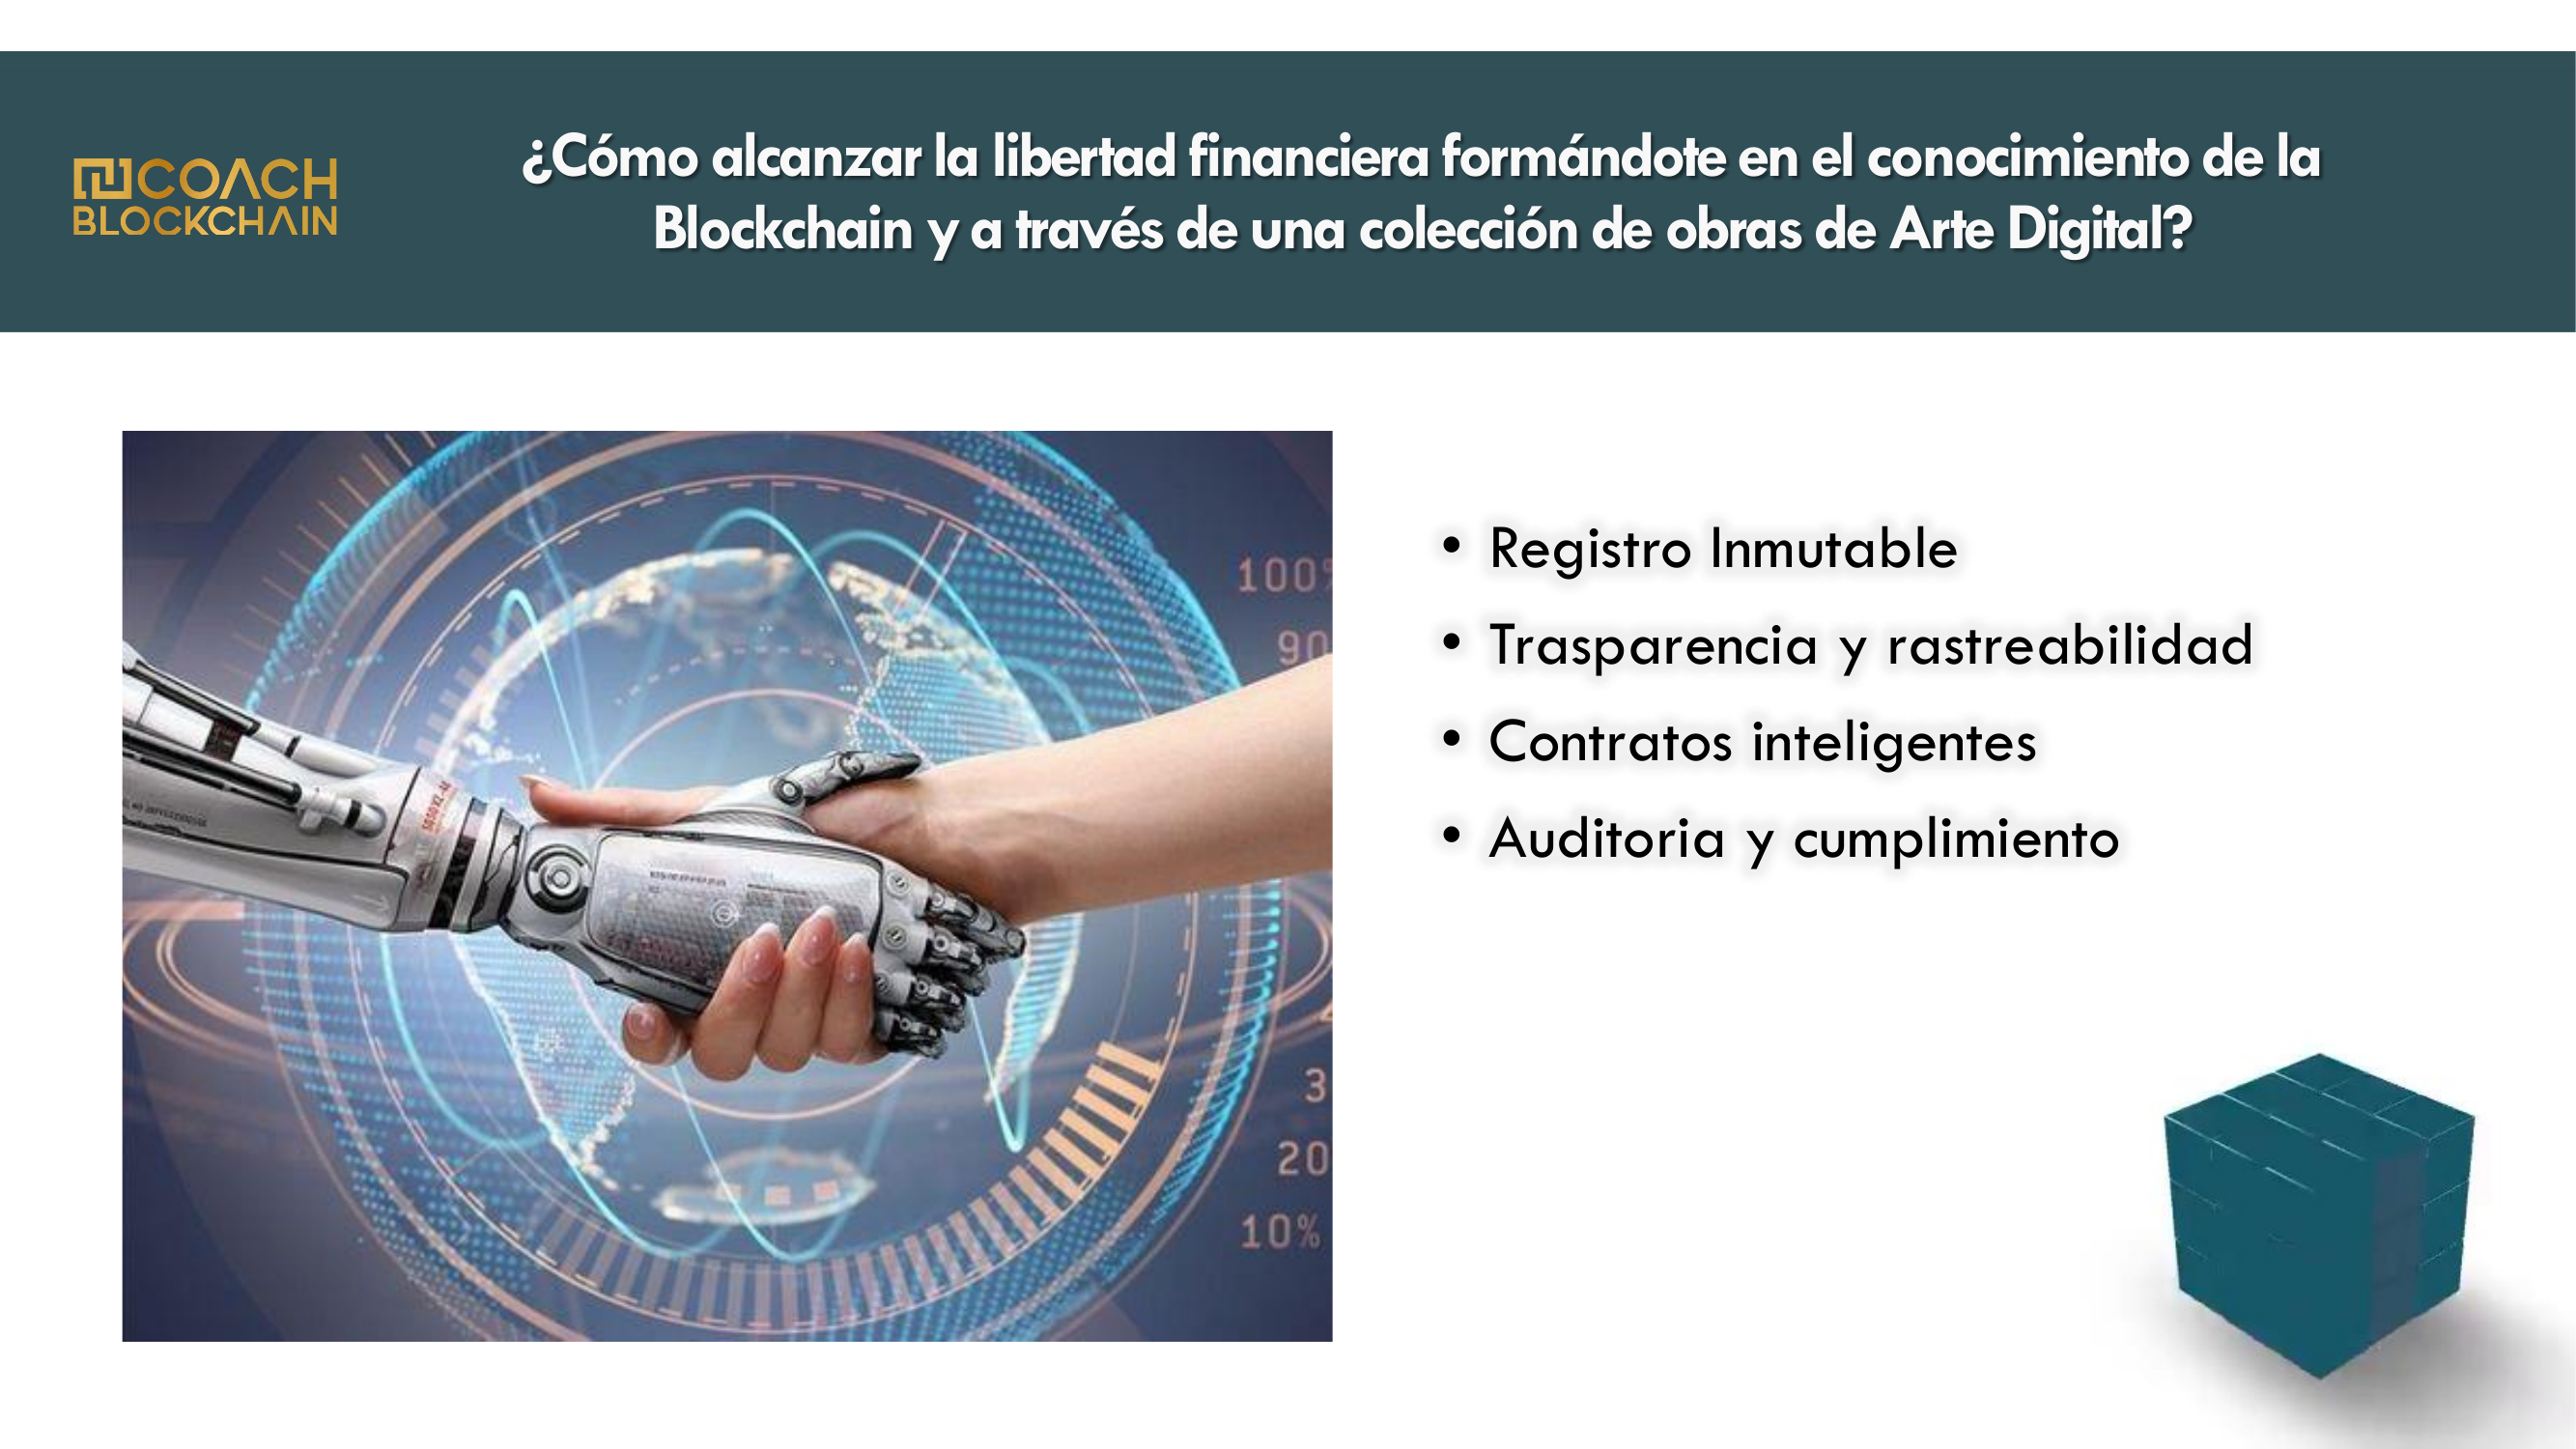 COACH
BLOCKCHAIN
¿Cómo alcanzar la libertad financiera formándote en el conocimiento de la
Blockchain y a través de una colección de obras de Arte Digital?
100%
90
3
20
10%
• Registro Inmutable
• Trasparencia y rastreabilidad
• Contratos inteligentes
• Auditoria y cumplimiento